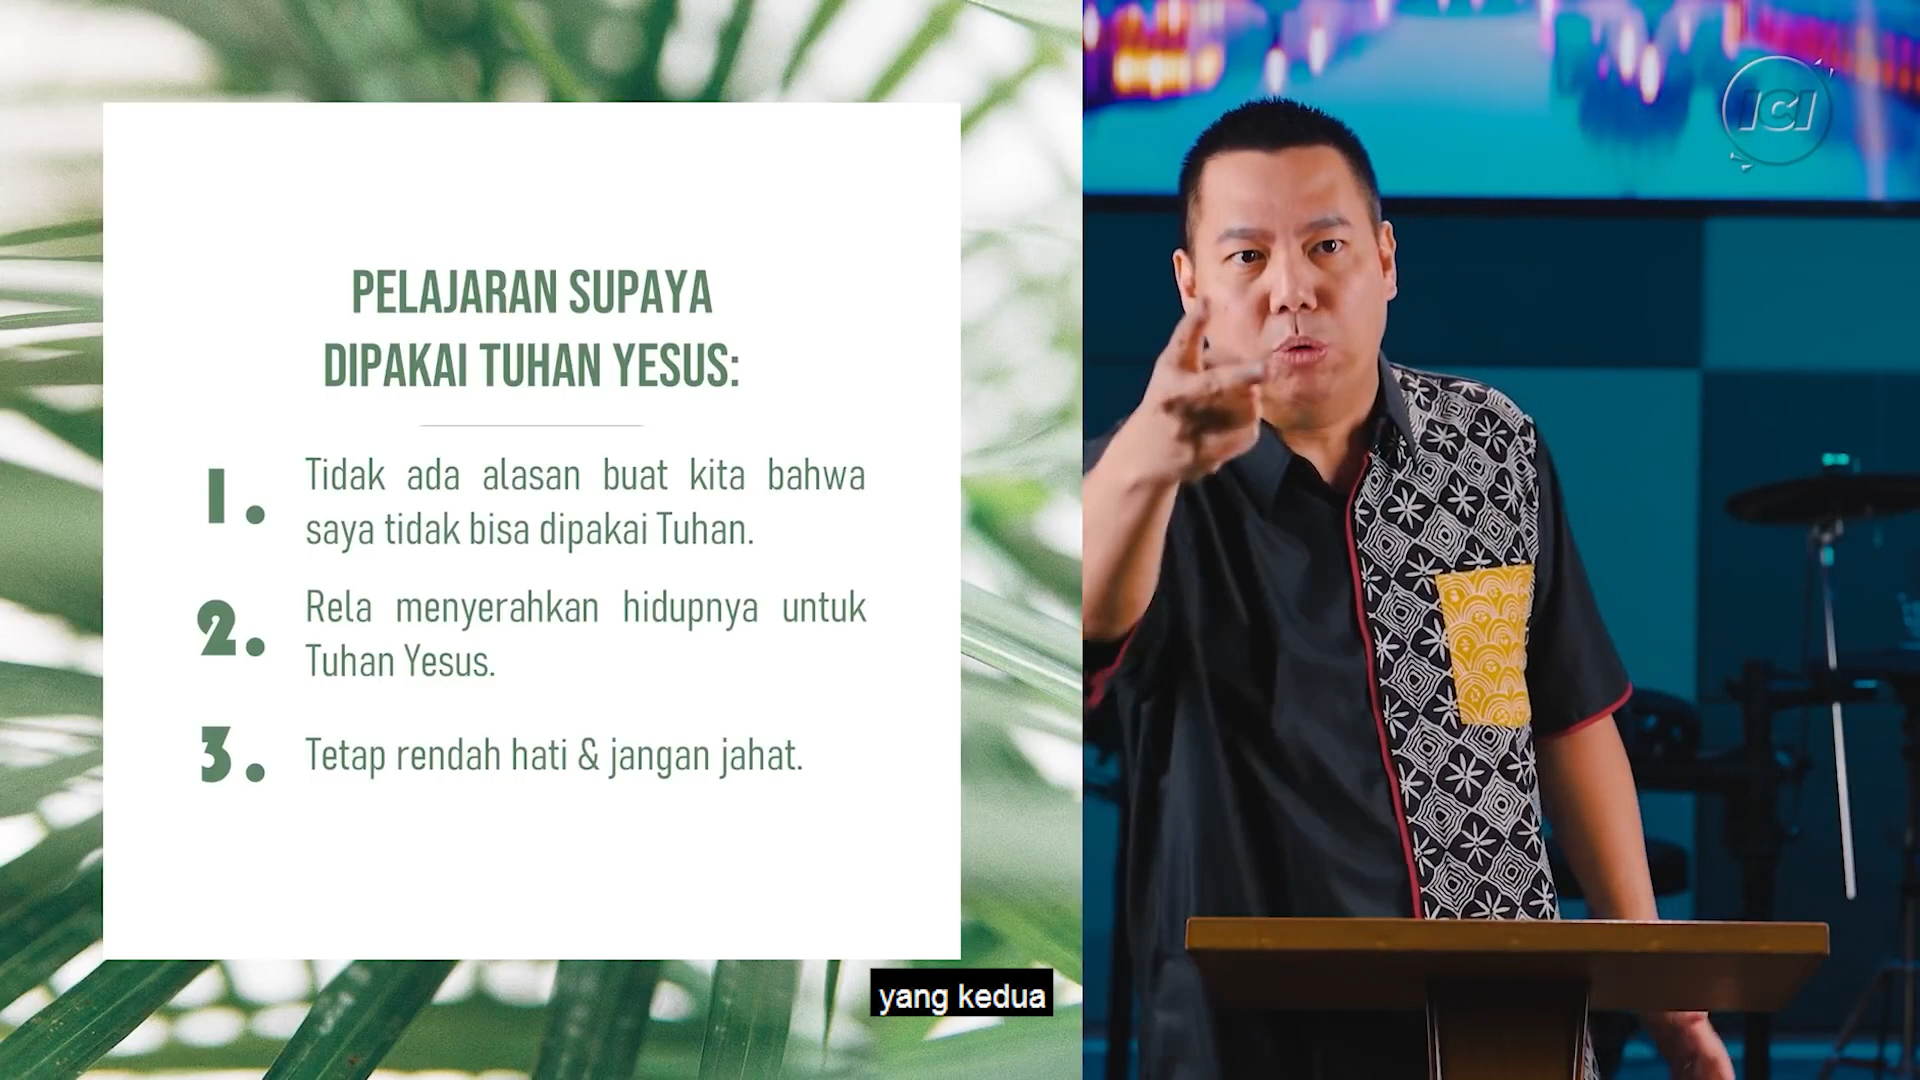 PELAJARAN SUPAYA
DIPAKAI TUHAN YESUS:
1. Tidak ada alasan buat kita bahwa
saya tidak bisa dipakai Tuhan.
2. Rela menyerahkan hidupnya untuk
Tuhan Yesus.
3. Tetap rendah hati & jangan jahat.
yang kedua
ICI